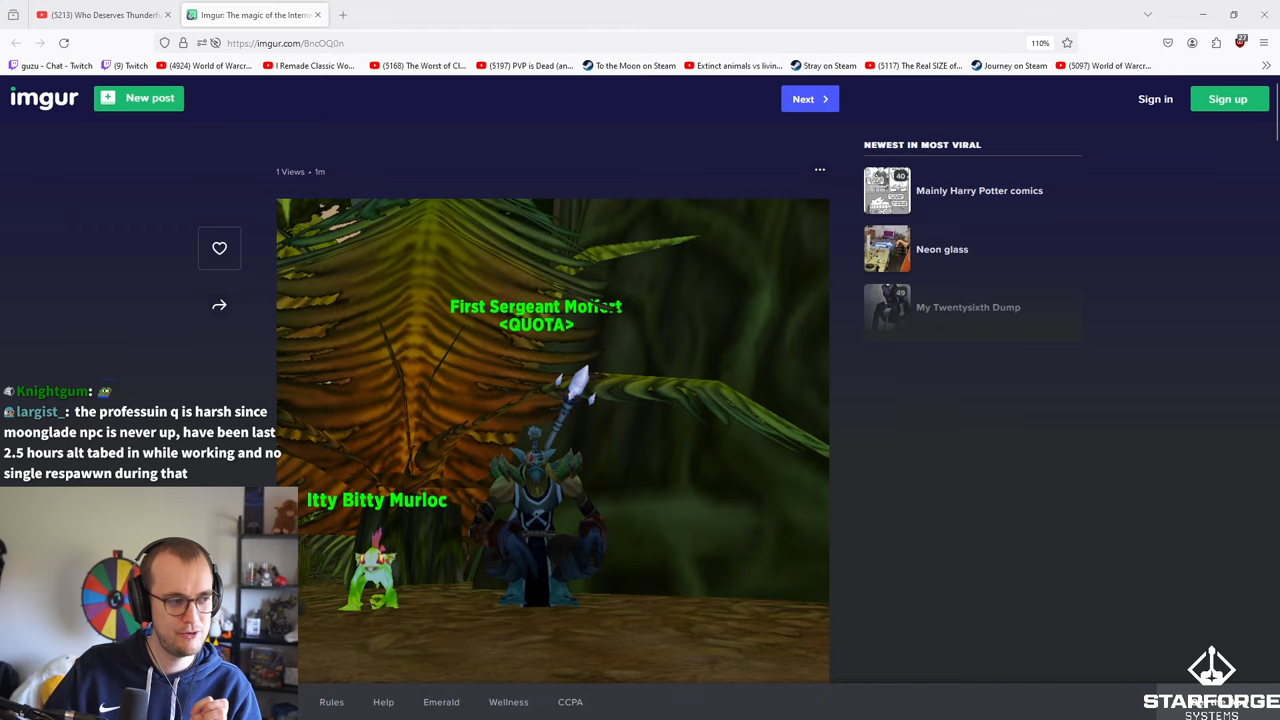 (5213) Who Deserves Thunderf
Imgur: The magic of the Interne
https://imgur.com/BncOQ0n
110%
27
guzu - Chat - Twitch
(9) Twitch
(4924) World of Warcr...
I Remade Classic Wo...
(5168) The Worst of Cl...
(5197) PVP is Dead (an...
To the Moon on Steam
Extinct animals vs livin...
Stray on Steam
(5117) The Real SIZE of...
Journey on Steam
(5097) World of Warcr...
imgur
New post
Next
Sign in
Sign up
1 Views • 1m
NEWEST IN MOST VIRAL
40
Mainly Harry Potter comics
Neon glass
49
My Twentysixth Dump
First Sergeant Moffert
<QUOTA>
Itty Bitty Murloc
Knightgum:
largist_: the professuin q is harsh since
moonglade npc is never up, have been last
2.5 hours alt tabed in while working and no
single respawwn during that
Rules
Help
Emerald
Wellness
CCPA
STARFORGE
SYSTEMS